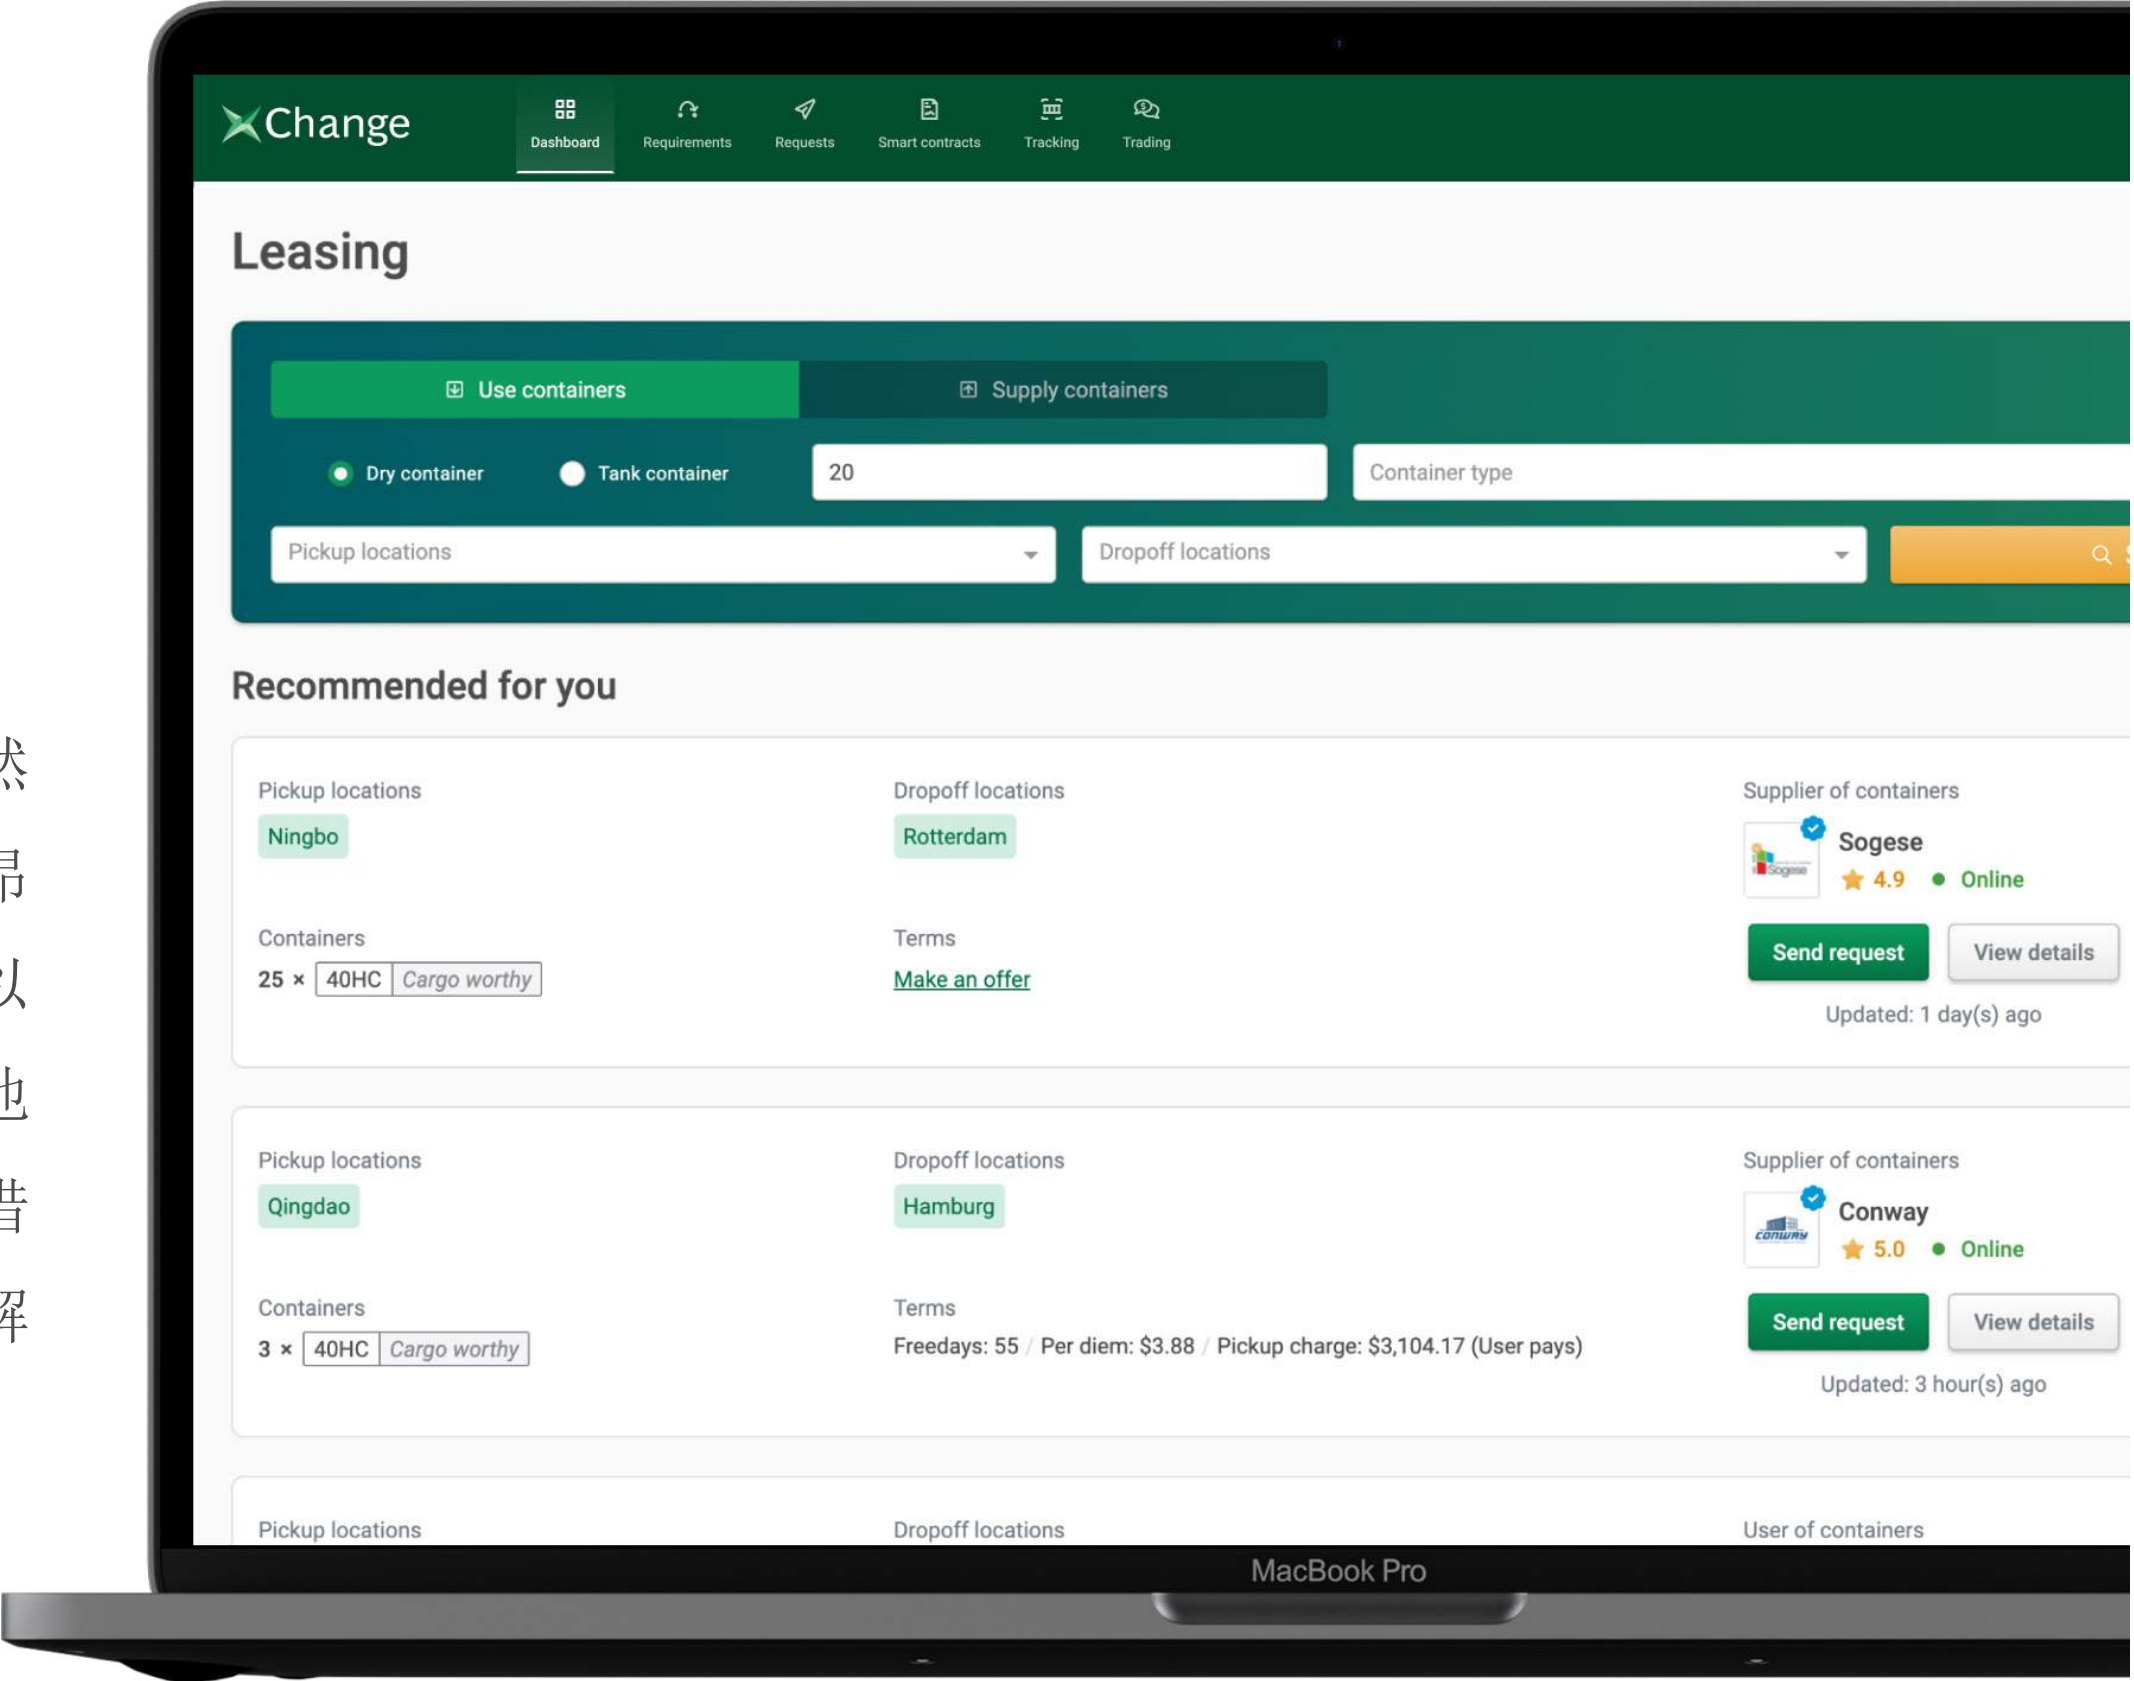 XChange
Dashboard
Requirements
Requests
Smart contracts
Tracking
Trading
Leasing
Use containers
Supply containers
Dry container
Tank container
20
Container type
Pickup locations
Dropoff locations
Recommended for you
Pickup locations
Dropoff locations
Supplier of containers
Ningbo
Rotterdam
Sogese
Sogese
4.9
Online
Containers
Terms
25 × 40HC Cargo worthy
Make an offer
Send request
View details
Updated: 1 day(s) ago
Pickup locations
Dropoff locations
Supplier of containers
Qingdao
Hamburg
Conway
CONWAY
5.0
Online
Containers
Terms
3 × 40HC Cargo worthy
Freedays: 55 / Per diem: $3.88 / Pickup charge: $3,104.17 (User pays)
Send request
View details
Updated: 3 hour(s) ago
Pickup locations
Dropoff locations
User of containers
MacBook Pro